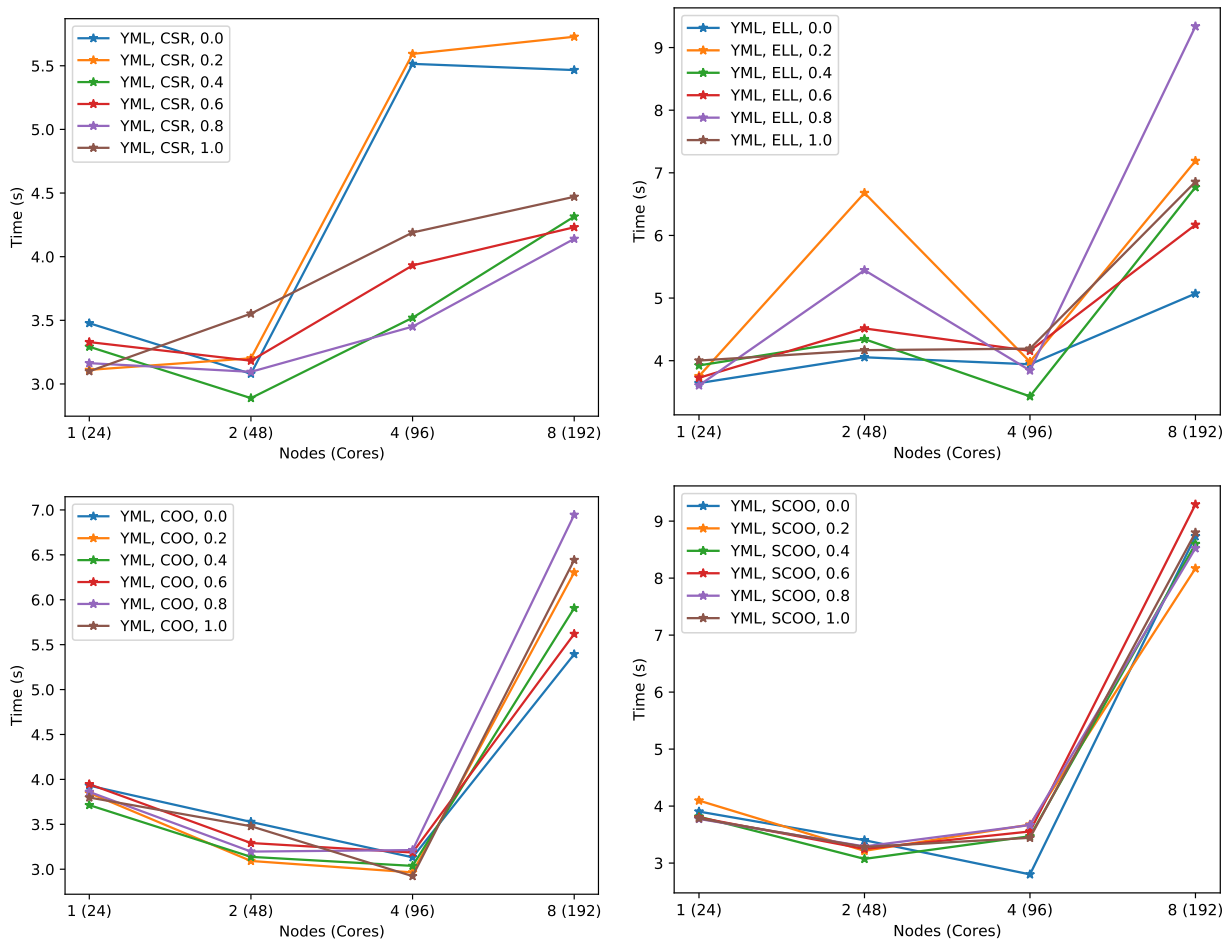 YML, CSR, 0.0
YML, CSR, 0.2
YML, CSR, 0.4
YML, CSR, 0.6
YML, CSR, 0.8
YML, CSR, 1.0
5.5
5.0
4.5
4.0
3.5
3.0
Time (s)
1 (24)
2 (48)
4 (96)
8 (192)
Nodes (Cores)
YML, ELL, 0.0
YML, ELL, 0.2
YML, ELL, 0.4
YML, ELL, 0.6
YML, ELL, 0.8
YML, ELL, 1.0
9
8
7
6
5
4
Time (s)
1 (24)
2 (48)
4 (96)
8 (192)
Nodes (Cores)
YML, COO, 0.0
YML, COO, 0.2
YML, COO, 0.4
YML, COO, 0.6
YML, COO, 0.8
YML, COO, 1.0
7.0
6.5
6.0
5.5
5.0
4.5
4.0
3.5
3.0
Time (s)
1 (24)
2 (48)
4 (96)
8 (192)
Nodes (Cores)
YML, SCOO, 0.0
YML, SCOO, 0.2
YML, SCOO, 0.4
YML, SCOO, 0.6
YML, SCOO, 0.8
YML, SCOO, 1.0
9
8
7
6
5
4
3
Time (s)
1 (24)
2 (48)
4 (96)
8 (192)
Nodes (Cores)